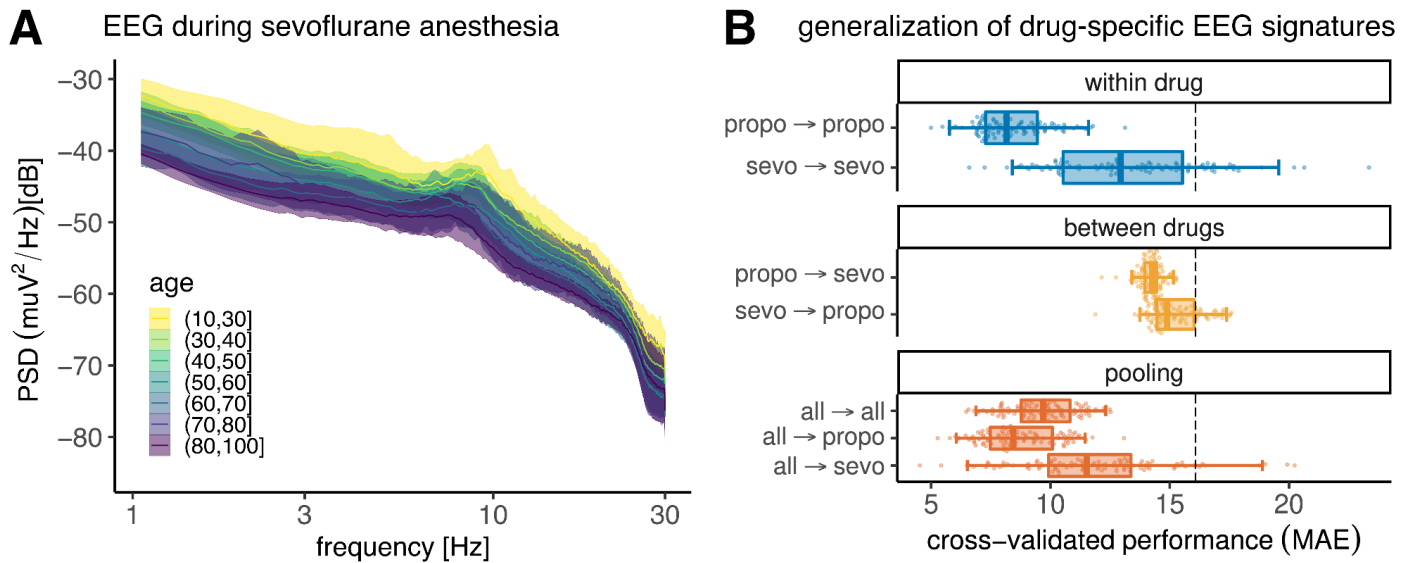 A
EEG during sevoflurane anesthesia
−30
−40
−50
−60
−70
−80
PSD (muV²/Hz)[dB]
age
(10,30]
(30,40]
(40,50]
(50,60]
(60,70]
(70,80]
(80,100]
1
3
10
30
frequency [Hz]
B
generalization of drug-specific EEG signatures
within drug
propo → propo
sevo → sevo
between drugs
propo → sevo
sevo → propo
pooling
all → all
all → propo
all → sevo
5
10
15
20
cross−validated performance (MAE)